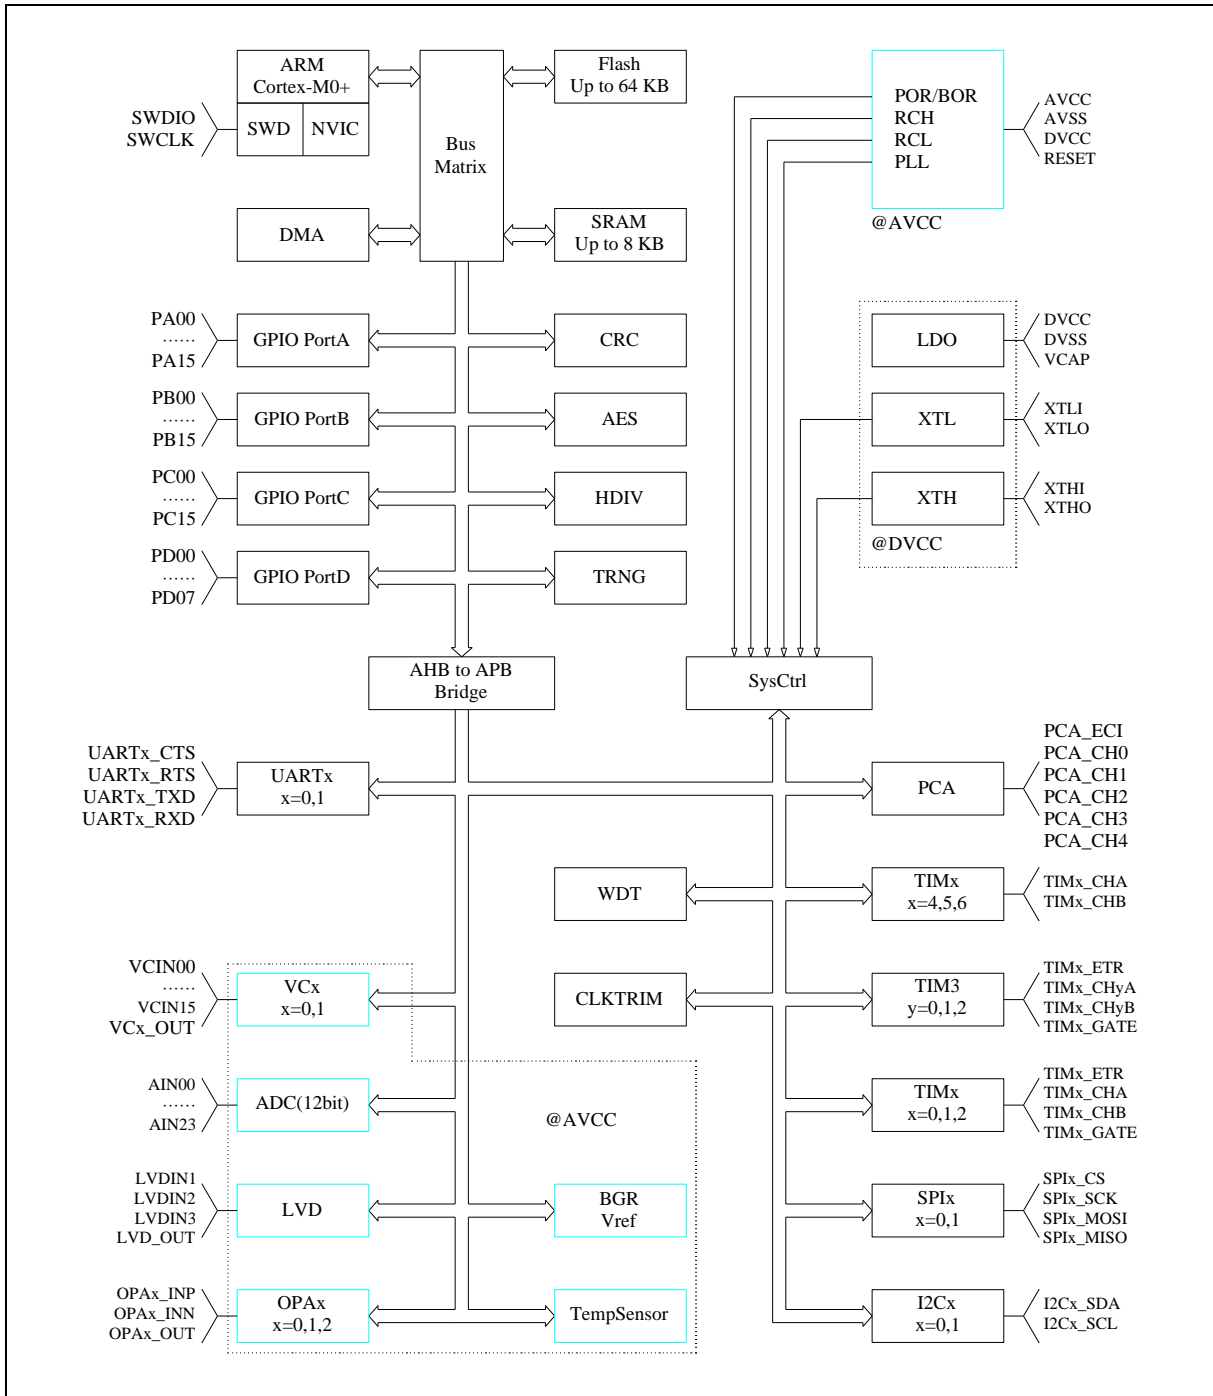 ARM
Cortex-M0+
SWD
NVIC
SWDIO
SWCLK
Bus
Matrix
Flash
Up to 64 KB
DMA
SRAM
Up to 8 KB
POR/BOR
RCH
RCL
PLL
@AVCC
AVCC
AVSS
DVCC
RESET
PA00
......
PA15
GPIO PortA
CRC
PB00
......
PB15
GPIO PortB
AES
PC00
......
PC15
GPIO PortC
HDIV
PD00
......
PD07
GPIO PortD
TRNG
LDO
DVCC
DVSS
VCAP
XTL
XTLI
XTLO
XTH
XTHI
XTHO
@DVCC
AHB to APB
Bridge
SysCtrl
UARTx_CTS
UARTx_RTS
UARTx_TXD
UARTx_RXD
UARTx
x=0,1
PCA
PCA_ECI
PCA_CH0
PCA_CH1
PCA_CH2
PCA_CH3
PCA_CH4
WDT
TIMx
x=4,5,6
TIMx_CHA
TIMx_CHB
VCIN00
......
VCIN15
VCx_OUT
VCx
x=0,1
CLKTRIM
TIM3
y=0,1,2
TIMx_ETR
TIMx_CHyA
TIMx_CHyB
TIMx_GATE
AIN00
......
AIN23
ADC(12bit)
@AVCC
TIMx
x=0,1,2
TIMx_ETR
TIMx_CHA
TIMx_CHB
TIMx_GATE
LVDIN1
LVDIN2
LVDIN3
LVD_OUT
LVD
BGR
Vref
SPIx
x=0,1
SPIx_CS
SPIx_SCK
SPIx_MOSI
SPIx_MISO
OPAx_INP
OPAx_INN
OPAx_OUT
OPAx
x=0,1,2
TempSensor
I2Cx
x=0,1
I2Cx_SDA
I2Cx_SCL